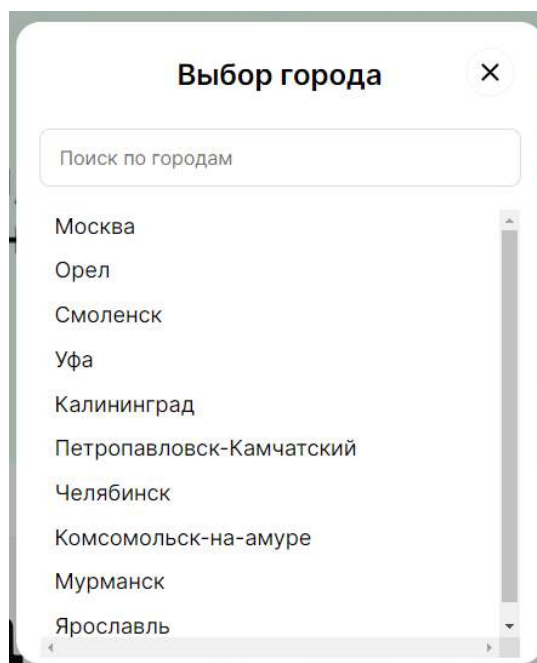 Выбор города
Поиск по городам
Москва
Орел
Смоленск
Уфа
Калининград
Петропавловск-Камчатский
Челябинск
Комсомольск-на-амуре
Мурманск
Ярославль